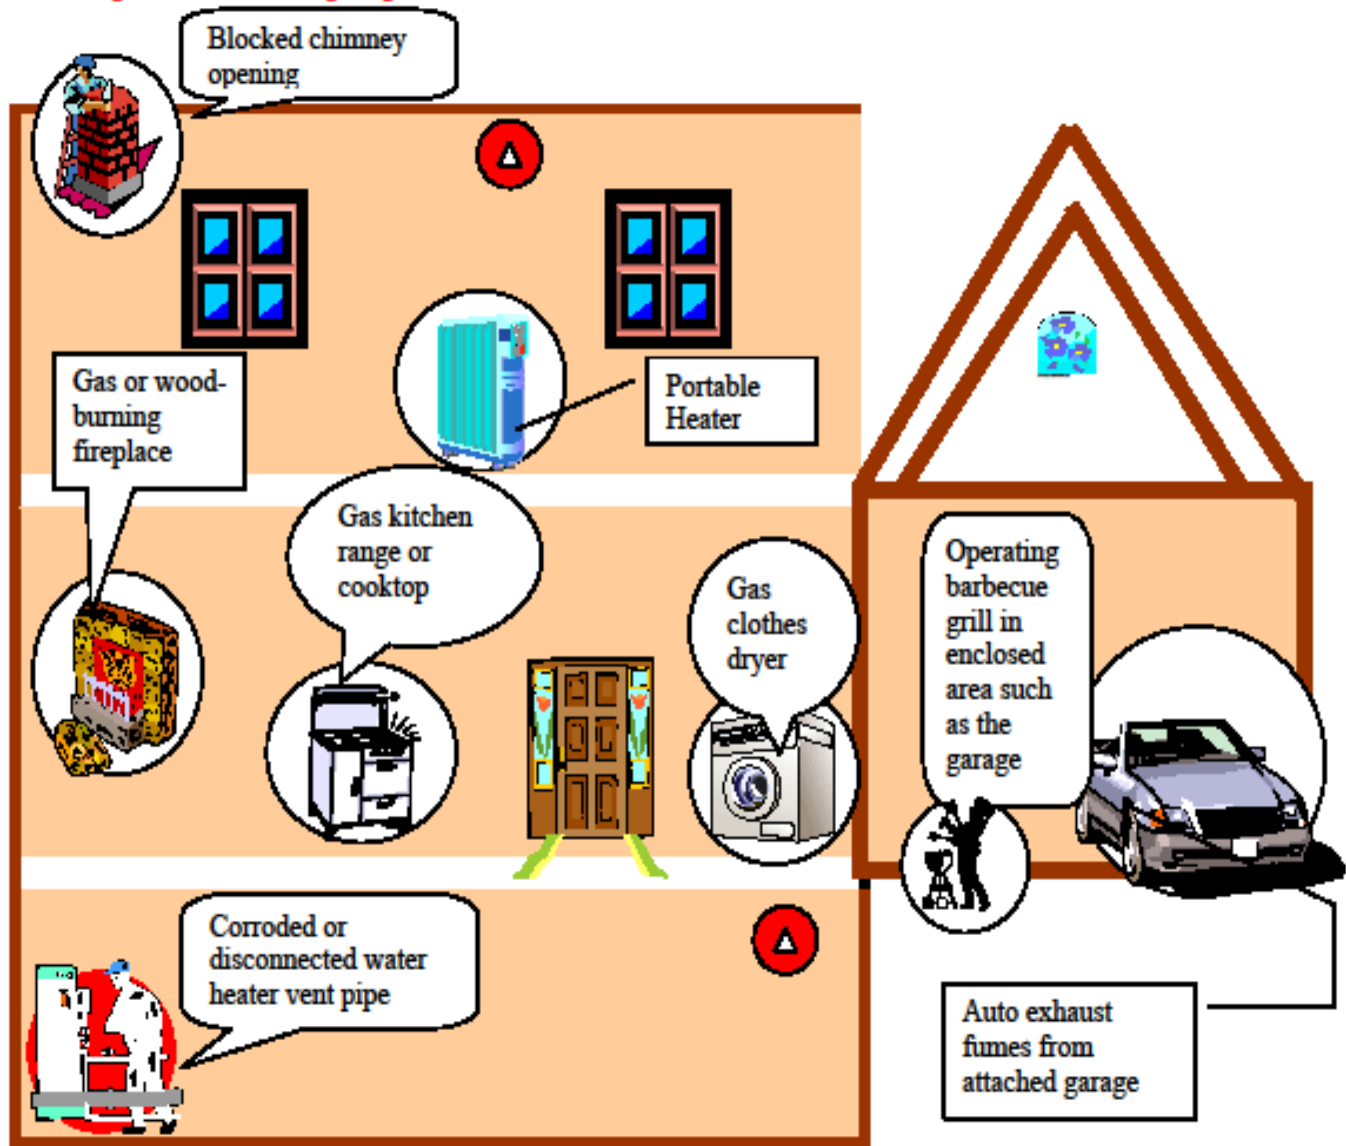 Blocked chimney
opening
Gas or wood-
burning
fireplace
Portable
Heater
Gas kitchen
range or
cooktop
Gas
clothes
dryer
Operating
barbecue
grill in
enclosed
area such
as the
garage
Corroded or
disconnected water
heater vent pipe
Auto exhaust
fumes from
attached garage